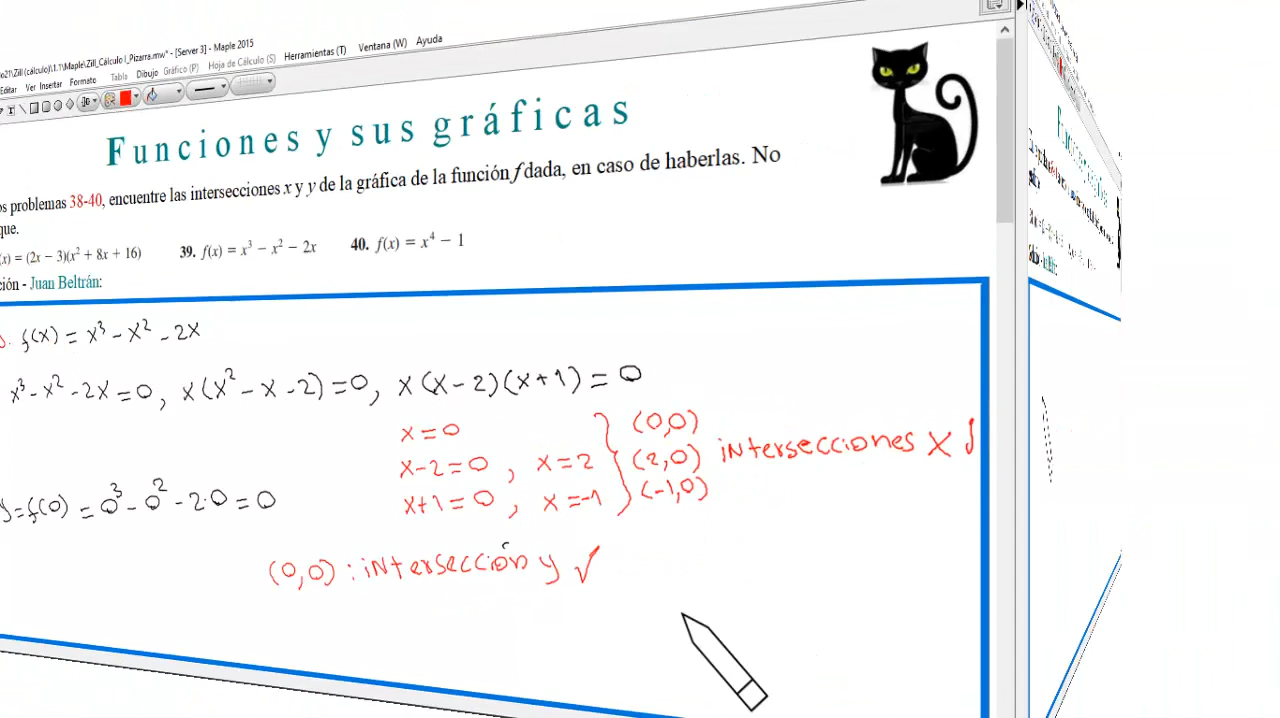 o21\Zill (cálculo)\1.1\Maple\Zill_Cálculo I_Pizarra.mw* - [Server 3] - Maple 2015
Editar Ver Insertar Formato Tabla Dibujo Gráfico (P) Hoja de Cálculo (S) Herramientas (T) Ventana (W) Ayuda
Funciones y sus gráficas
os problemas 38-40, encuentre las intersecciones x y y de la gráfica de la función f dada, en caso de haberlas. No
que.
(x) = (2x − 3)(x² + 8x + 16) 39. f(x) = x³ − x² − 2x 40. f(x) = x⁴ − 1
ción - Juan Beltrán:
f(x) = x³ - x² - 2x
x³ - x² - 2x = 0, x(x² - x - 2) = 0, x(x - 2)(x + 1) = 0
x = 0 (0,0)
x - 2 = 0, x = 2 (2,0) intersecciones x
x + 1 = 0, x = -1 (-1,0)
y = f(0) = 0³ - 0² - 2·0 = 0
(0,0): intersección y ✓